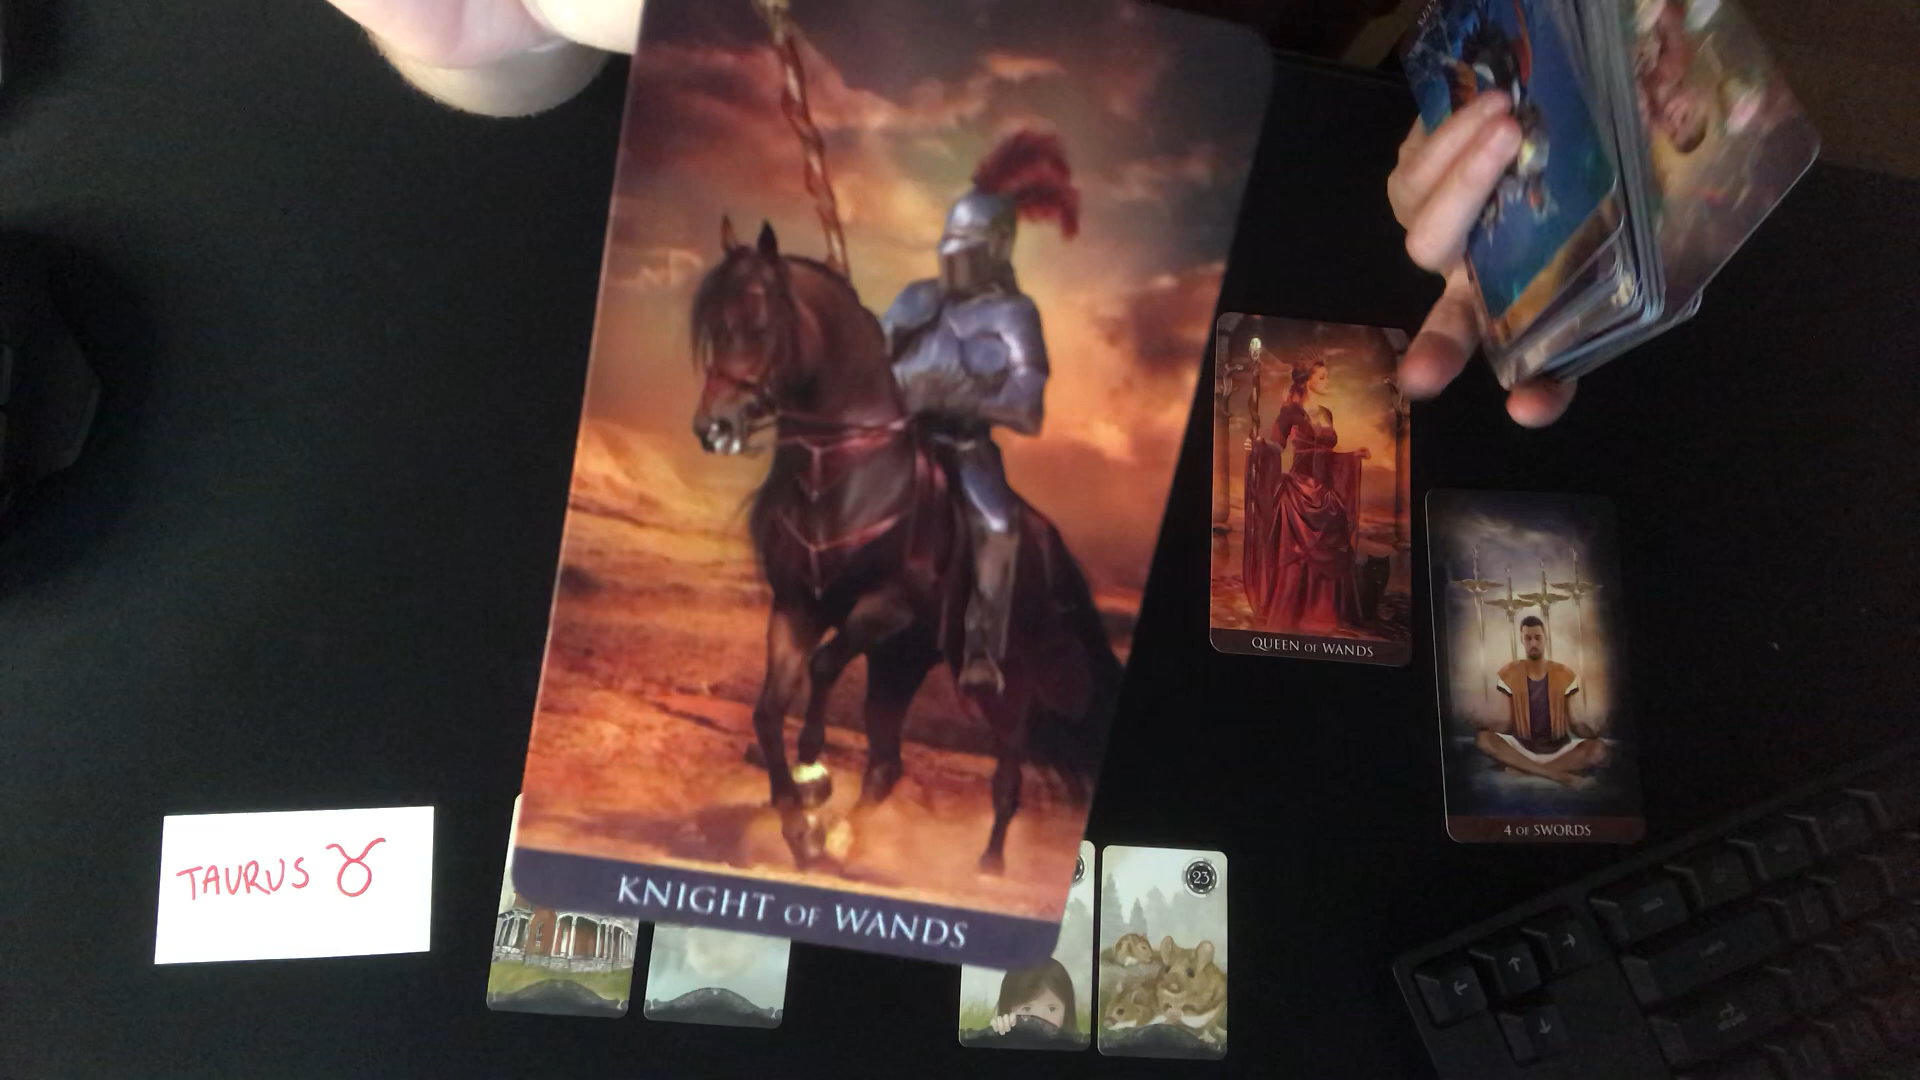 KNIGHT OF WANDS
QUEEN OF WANDS
4 OF SWORDS
TAURUS ♉
23